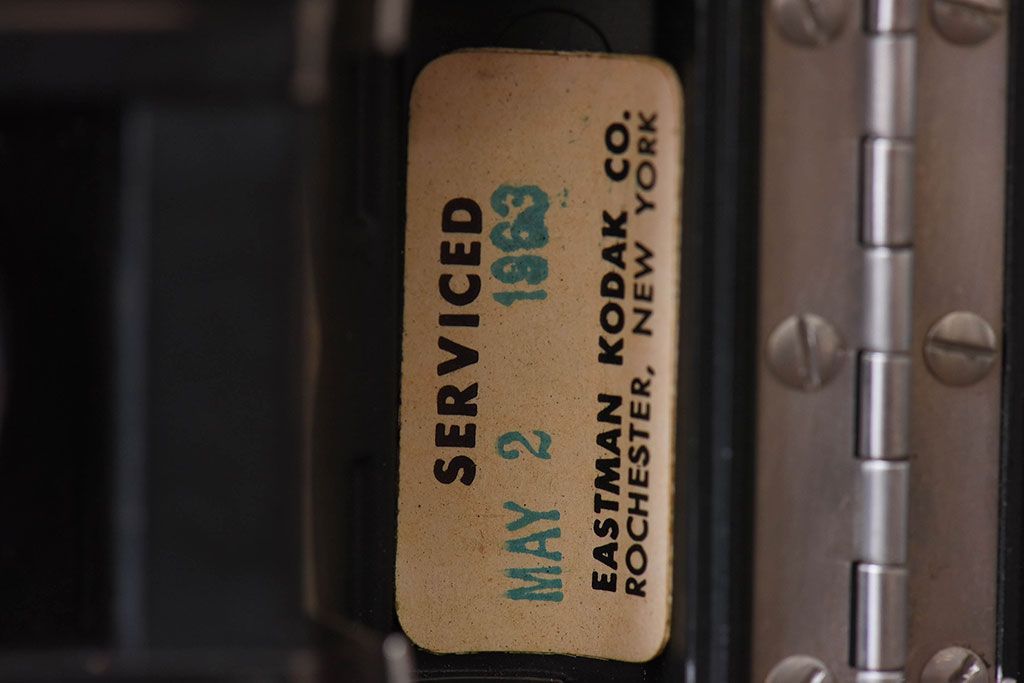 SERVICED
MAY 2 1963
EASTMAN KODAK CO.
ROCHESTER, NEW YORK